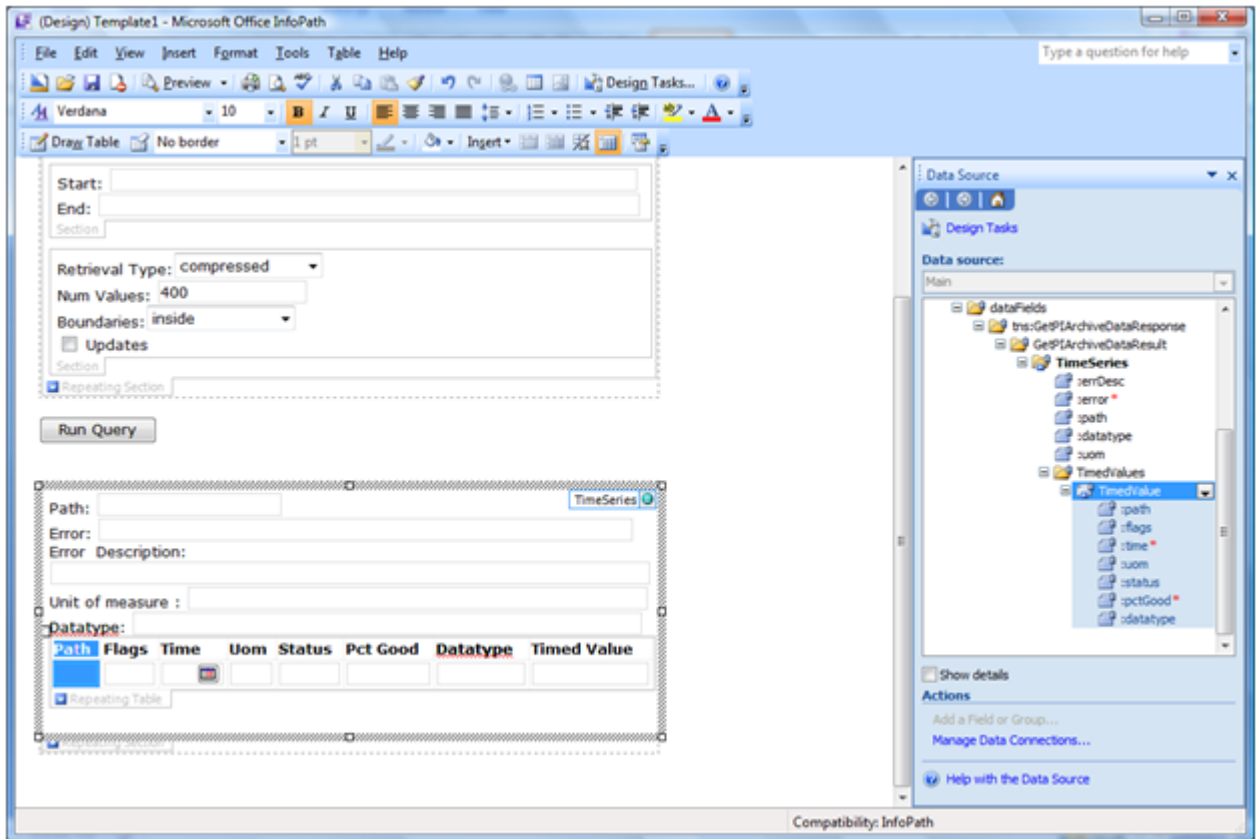 (Design) Template1 - Microsoft Office InfoPath
File Edit View Insert Format Tools Table Help
Type a question for help
Preview
Design Tasks...
Verdana 10 B I U
Draw Table No border 1 pt Insert
Start:
End:
Section
Retrieval Type: compressed
Num Values: 400
Boundaries: inside
Updates
Section
Repeating Section
Run Query
TimeSeries
Path:
Error:
Error Description:
Unit of measure :
Datatype:
Path Flags Time Uom Status Pct Good Datatype Timed Value
Repeating Table
Repeating Section
Data Source
Design Tasks
Data source:
Main
dataFields
tns:GetPIArchiveDataResponse
GetPIArchiveDataResult
TimeSeries
:errDesc
:error *
:path
:datatype
:uom
TimedValues
TimedValue
:path
:flags
:time *
:uom
:status
:pctGood *
:datatype
Show details
Actions
Add a Field or Group...
Manage Data Connections...
Help with the Data Source
Compatibility: InfoPath